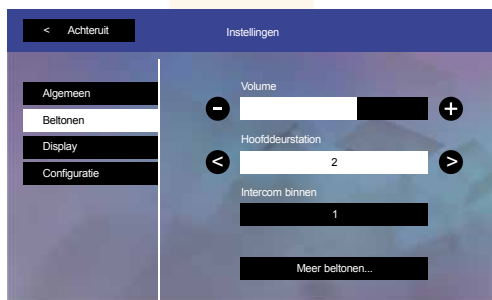 < Achteruit
Instellingen
Algemeen
Beltonen
Display
Configuratie
Volume
- +
Hoofddeurstation
< 2 >
Intercom binnen
1
Meer beltonen...